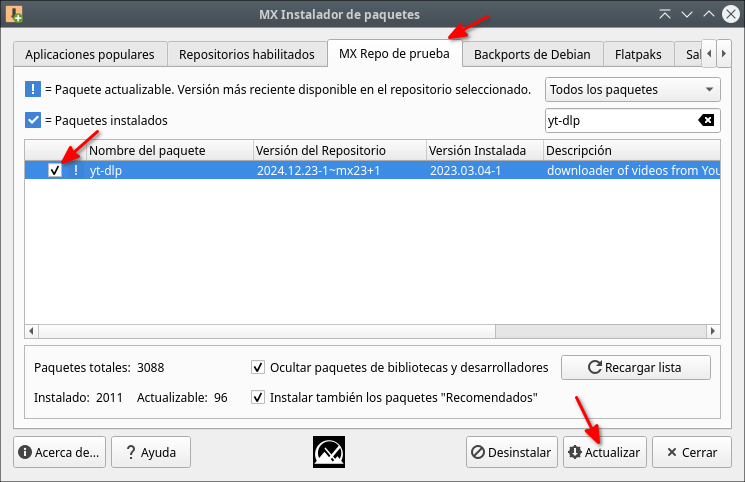 MX Instalador de paquetes
Aplicaciones populares Repositorios habilitados MX Repo de prueba Backports de Debian Flatpaks Sal
! = Paquete actualizable. Versión más reciente disponible en el repositorio seleccionado. Todos los paquetes
= Paquetes instalados yt-dlp
Nombre del paquete Versión del Repositorio Versión Instalada Descripción
! yt-dlp 2024.12.23-1~mx23+1 2023.03.04-1 downloader of videos from You
Paquetes totales: 3088 Ocultar paquetes de bibliotecas y desarrolladores Recargar lista
Instalado: 2011 Actualizable: 96 Instalar también los paquetes "Recomendados"
Acerca de... ? Ayuda Desinstalar Actualizar Cerrar